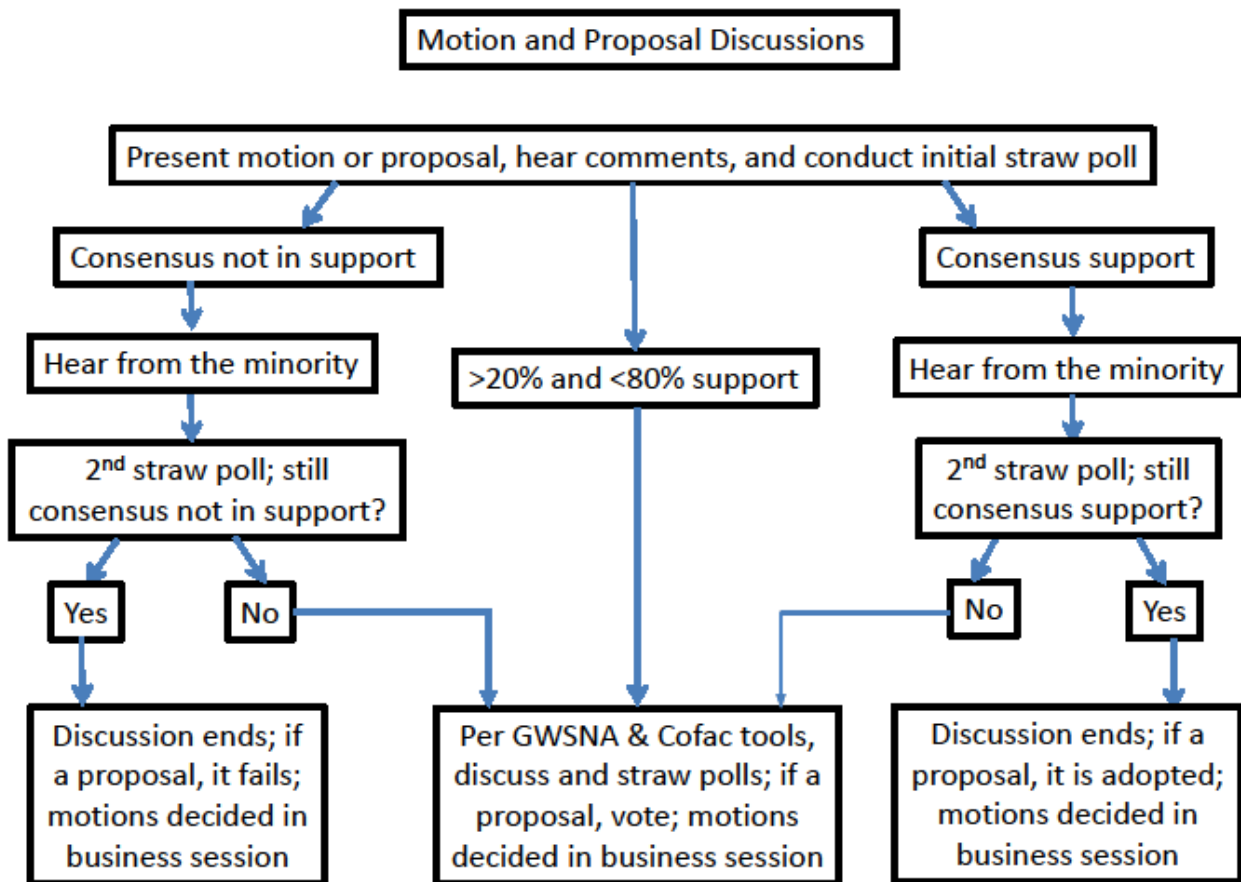 Motion and Proposal Discussions
Present motion or proposal, hear comments, and conduct initial straw poll
Consensus not in support
Consensus support
Hear from the minority
>20% and <80% support
Hear from the minority
2nd straw poll; still
consensus not in support?
2nd straw poll; still
consensus support?
Yes
No
No
Yes
Discussion ends; if
a proposal, it fails;
motions decided in
business session
Per GWSNA & Cofac tools,
discuss and straw polls; if a
proposal, vote; motions
decided in business session
Discussion ends; if a
proposal, it is adopted;
motions decided in
business session